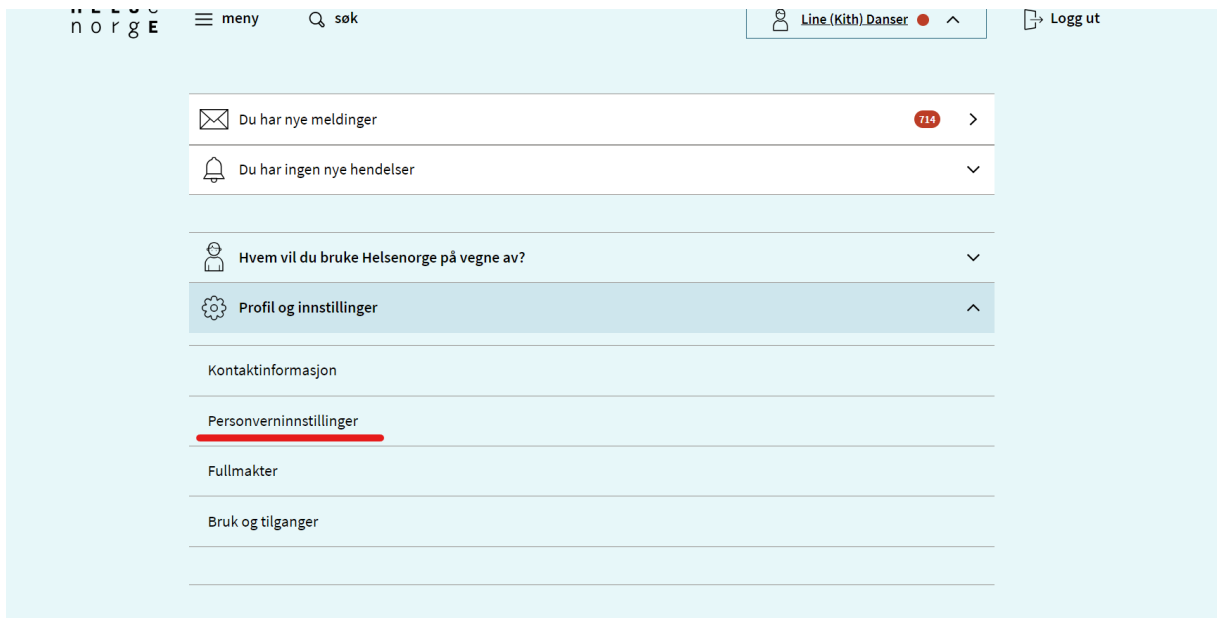 HELSE
norgE
meny
søk
Line (Kith) Danser
Logg ut
Du har nye meldinger
714
Du har ingen nye hendelser
Hvem vil du bruke Helsenorge på vegne av?
Profil og innstillinger
Kontaktinformasjon
Personverninnstillinger
Fullmakter
Bruk og tilganger